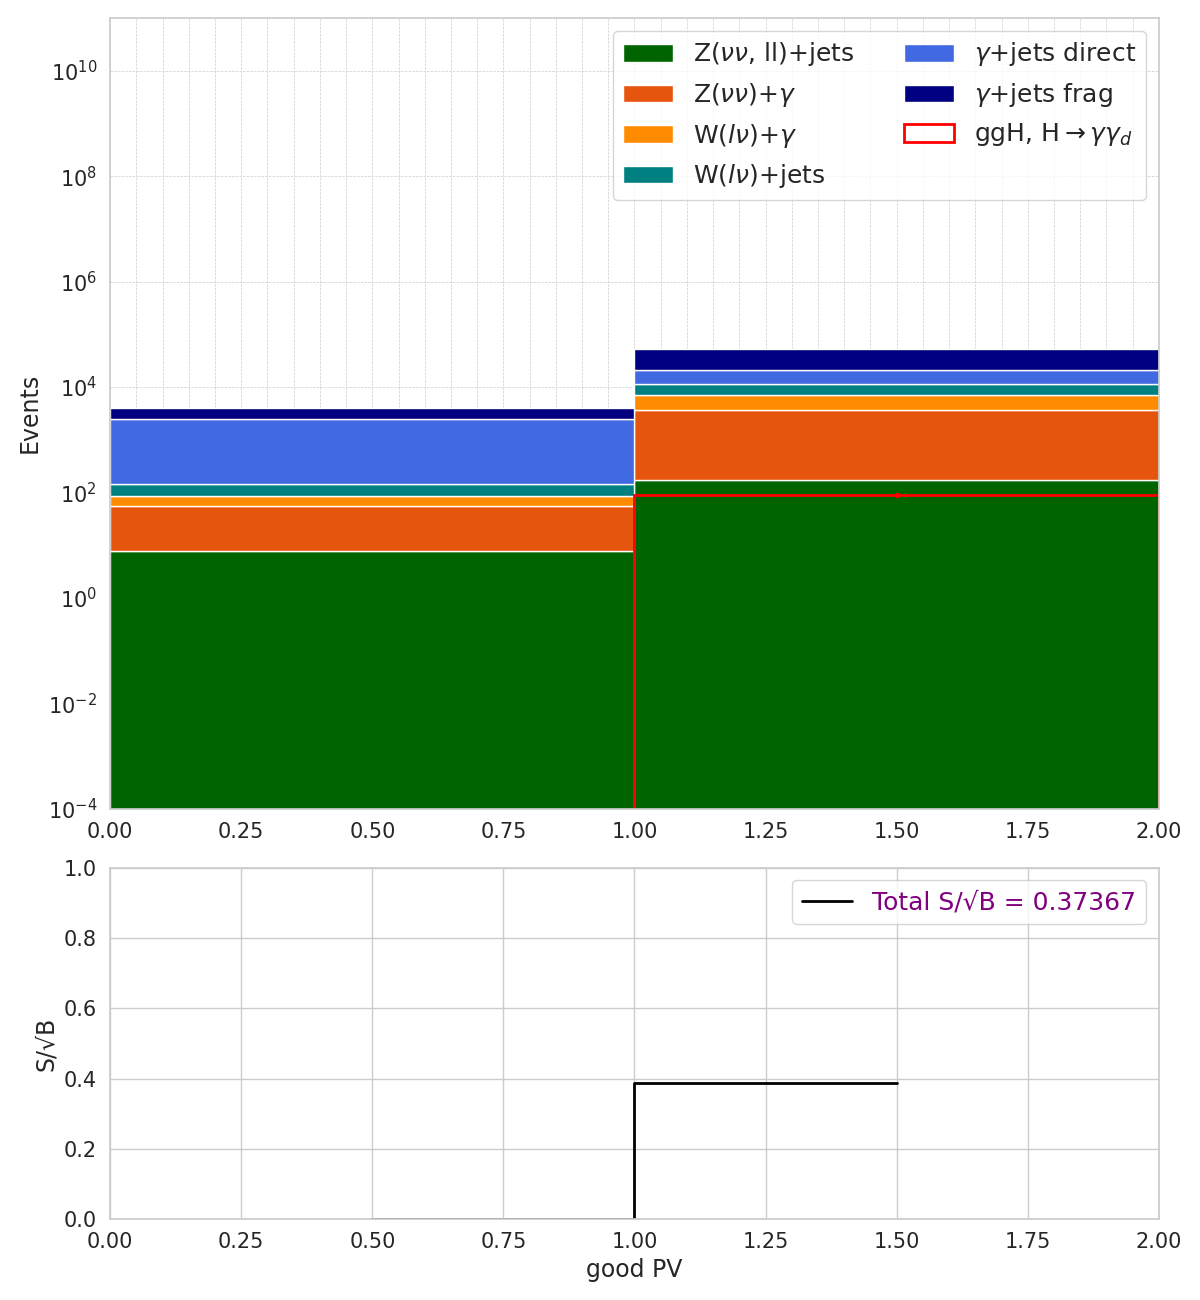 Z(νν, ll)+jets
Z(νν)+γ
W(lν)+γ
W(lν)+jets
γ+jets direct
γ+jets frag
ggH, H→γγ_d
Events
10^10
10^8
10^6
10^4
10^2
10^0
10^−2
10^−4
0.00 0.25 0.50 0.75 1.00 1.25 1.50 1.75 2.00
Total S/√B = 0.37367
S/√B
1.0
0.8
0.6
0.4
0.2
0.0
0.00 0.25 0.50 0.75 1.00 1.25 1.50 1.75 2.00
good PV